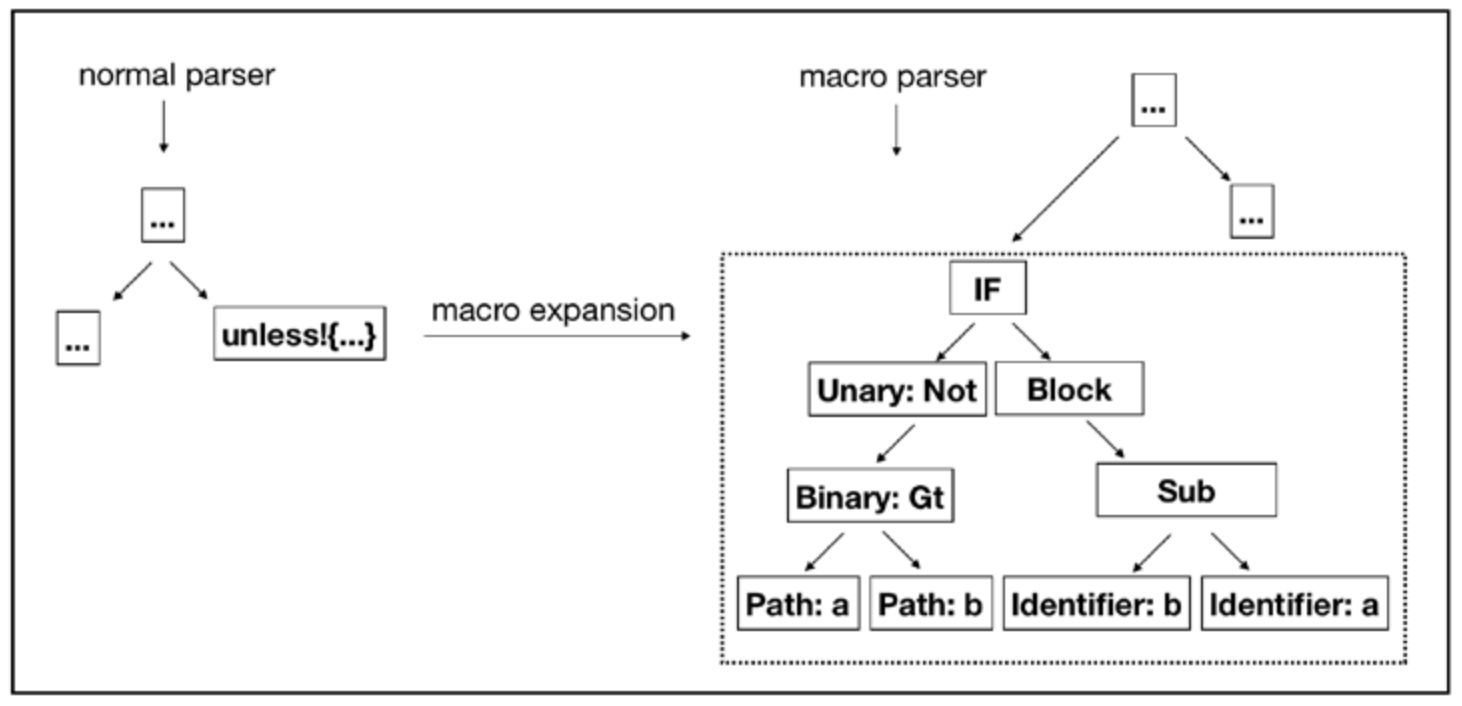 normal parser
...
...
unless!{...}
macro expansion
macro parser
...
...
IF
Unary: Not
Block
Binary: Gt
Sub
Path: a
Path: b
Identifier: b
Identifier: a